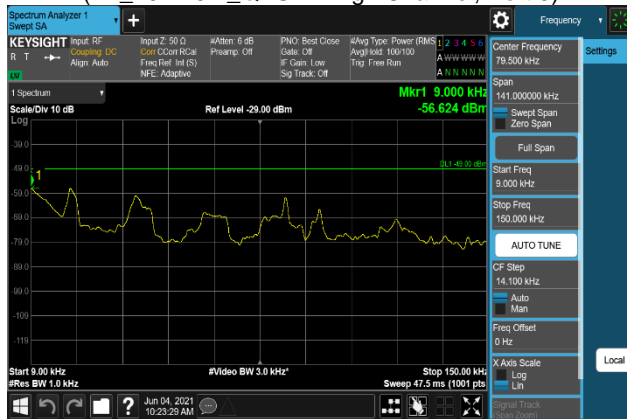 Spectrum Analyzer 1
Swept SA
Frequency
KEYSIGHT
R T
LW
Input: RF
Coupling: DC
Align: Auto
Input Z: 50 Ω
Corr CCorr RCal
Freq Ref: Int (S)
NFE: Adaptive
#Atten: 6 dB
Preamp: Off
PNO: Best Close
Gate: Off
IF Gain: Low
Sig Track: Off
#Avg Type: Power (RMS
Avg|Hold: 100/100
Trig: Free Run
1 2 3 4 5 6
A W W W W W
A N N N N N
Center Frequency
79.500 kHz
Settings
Span
141.000000 kHz
Swept Span
Zero Span
Full Span
Start Freq
9.000 kHz
Stop Freq
150.000 kHz
AUTO TUNE
CF Step
14.100 kHz
Auto
Man
Freq Offset
0 Hz
X Axis Scale
Log
Lin
Local
Signal Track
(Span Zoom)
1 Spectrum
Scale/Div 10 dB
Log
Ref Level -29.00 dBm
Mkr1 9.000 kHz
-56.624 dBm
DL1 -49.00 dBm
1
-39.0
-49.0
-59.0
-69.0
-79.0
-89.0
-99.0
-109
-119
Start 9.00 kHz
#Res BW 1.0 kHz
#Video BW 3.0 kHz*
Stop 150.00 kHz
Sweep 47.5 ms (1001 pts
?
Jun 04, 2021
10:23:29 AM